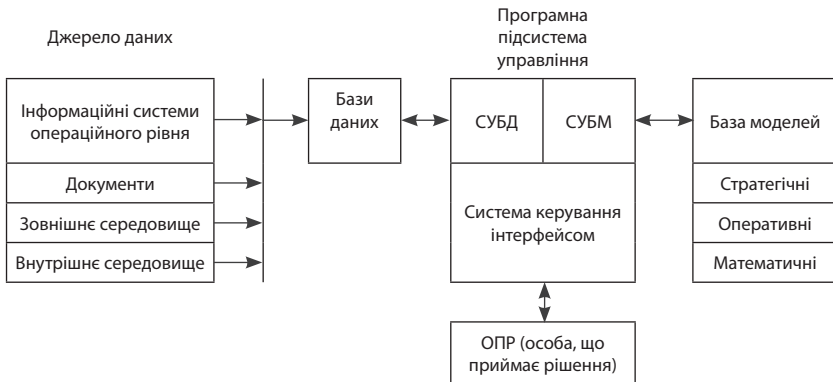 Джерело даних
Програмна
підсистема
управління
Інформаційні системи
операційного рівня
Документи
Зовнішнє середовище
Внутрішнє середовище
Бази
даних
СУБД
СУБМ
Система керування
інтерфейсом
База моделей
Стратегічні
Оперативні
Математичні
ОПР (особа, що
приймає рішення)